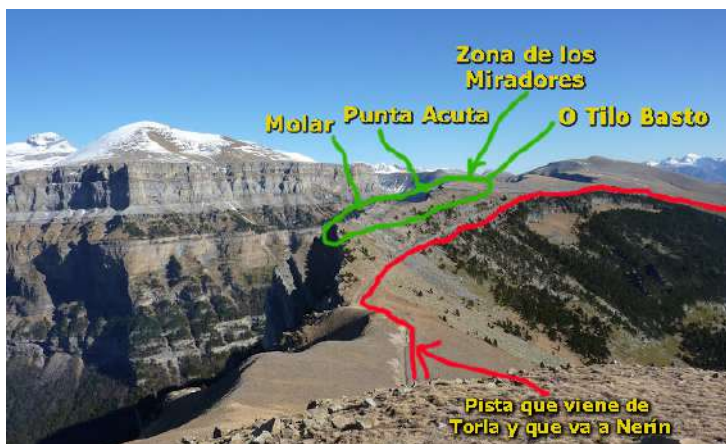 Zona de los
Miradores
Molar
Punta Acuta
O Tilo Basto
Pista que viene de
Torla y que va a Nerín